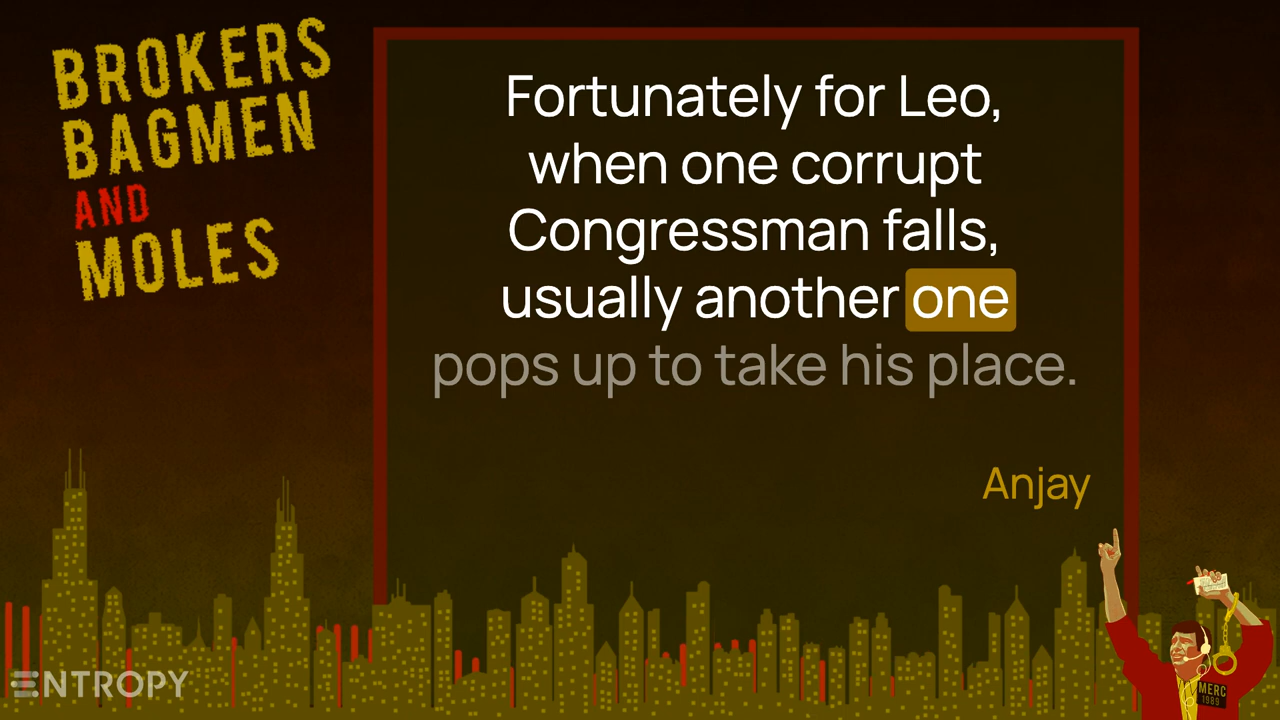 BROKERS
BAGMEN
AND
MOLES
Fortunately for Leo,
when one corrupt
Congressman falls,
usually another one
pops up to take his place.
Anjay
ENTROPY
MERC
1989